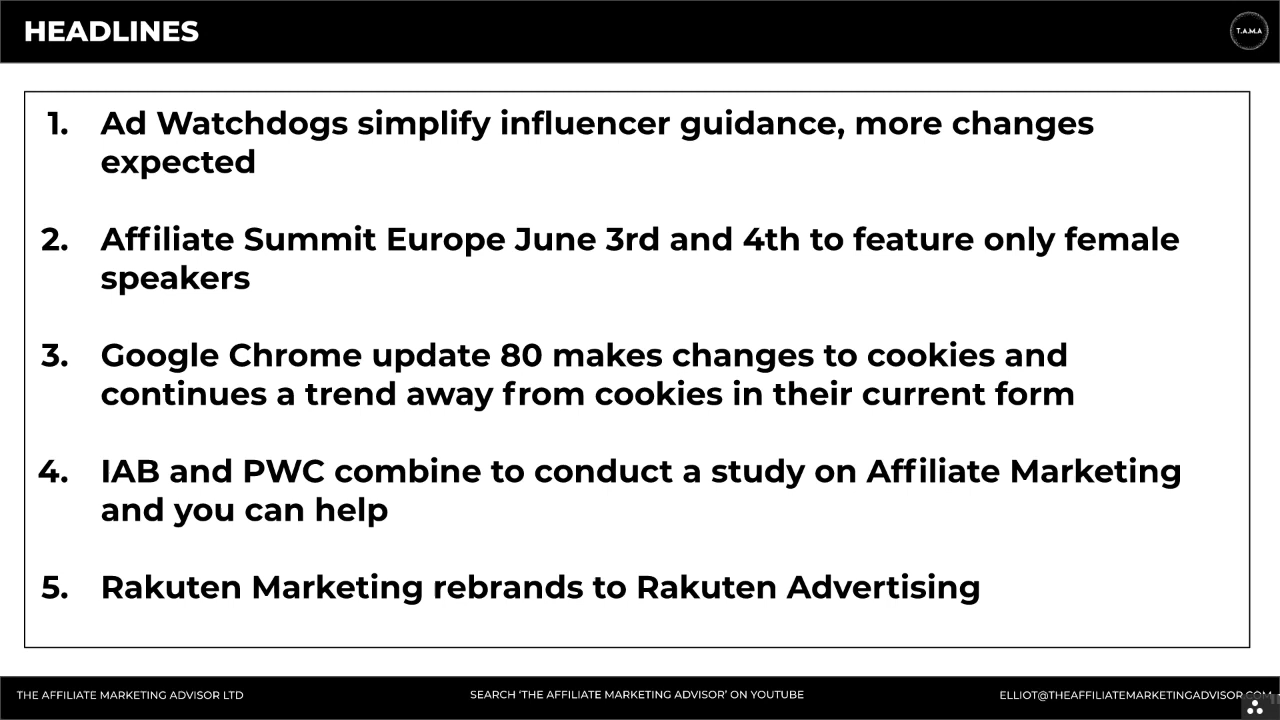 HEADLINES
T.A.M.A
1. Ad Watchdogs simplify influencer guidance, more changes
expected
2. Affiliate Summit Europe June 3rd and 4th to feature only female
speakers
3. Google Chrome update 80 makes changes to cookies and
continues a trend away from cookies in their current form
4. IAB and PWC combine to conduct a study on Affiliate Marketing
and you can help
5. Rakuten Marketing rebrands to Rakuten Advertising
THE AFFILIATE MARKETING ADVISOR LTD
SEARCH ‘THE AFFILIATE MARKETING ADVISOR’ ON YOUTUBE
ELLIOT@THEAFFILIATEMARKETINGADVISOR.COM